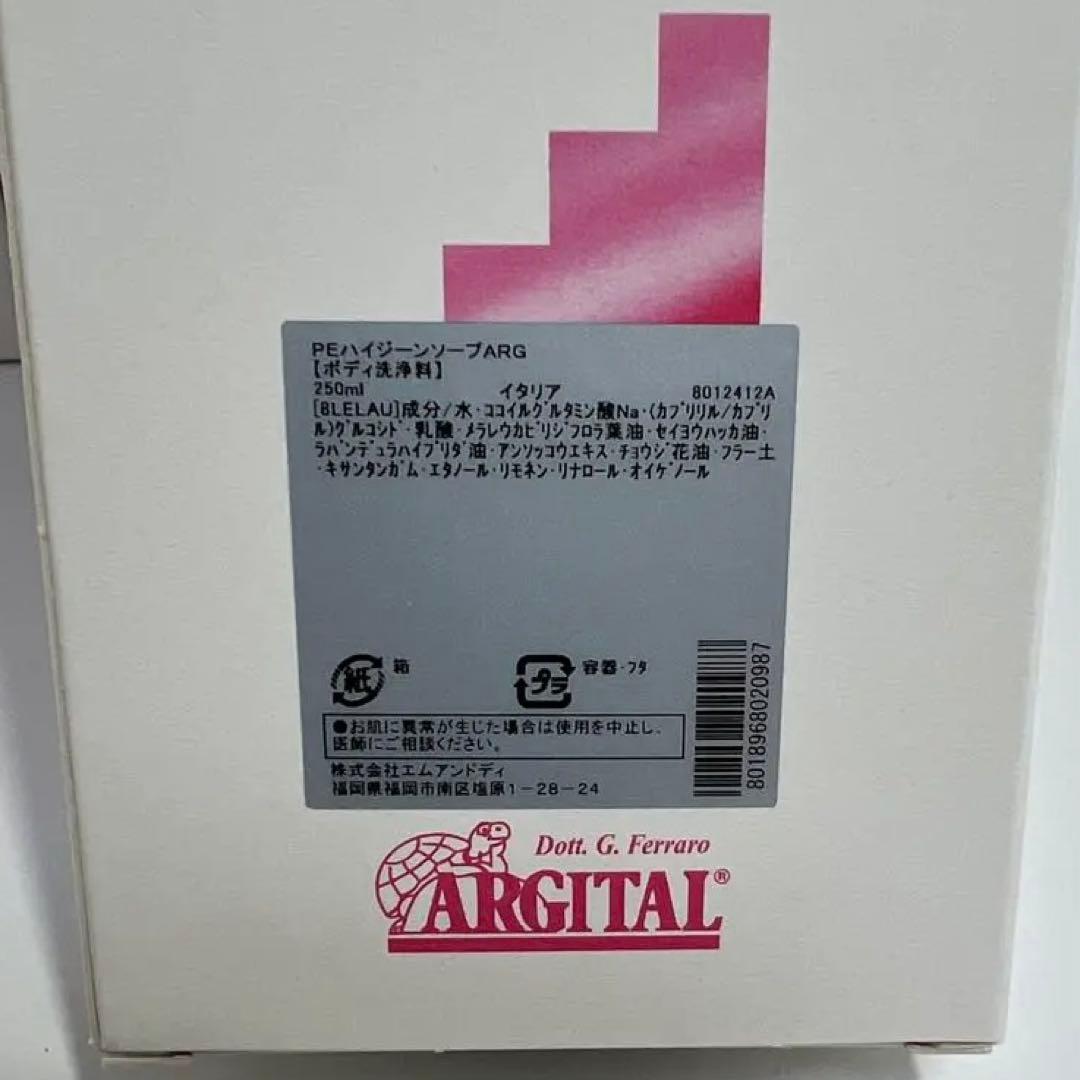 PEハイジーンソープARG
【ボディ洗浄料】
250ml イタリア 8012412A
[BLELAU]成分/水・ココイルグルタミン酸Na・(カプリリル/カプリ
ル)グルコシド・乳酸・メラレウカビリジフロラ葉油・セイヨウハッカ油・
ラバンデュラハイブリダ油・アンソッコウエキス・チョウジ花油・フラー土
・キサンタンガム・エタノール・リモネン・リナロール・オイゲノール
紙 箱
プラ 容器・フタ
●お肌に異常が生じた場合は使用を中止し、
医師にご相談ください。
株式会社エムアンドディ
福岡県福岡市南区塩原1-28-24
8018968020987
Dott. G. Ferraro
ARGITAL®